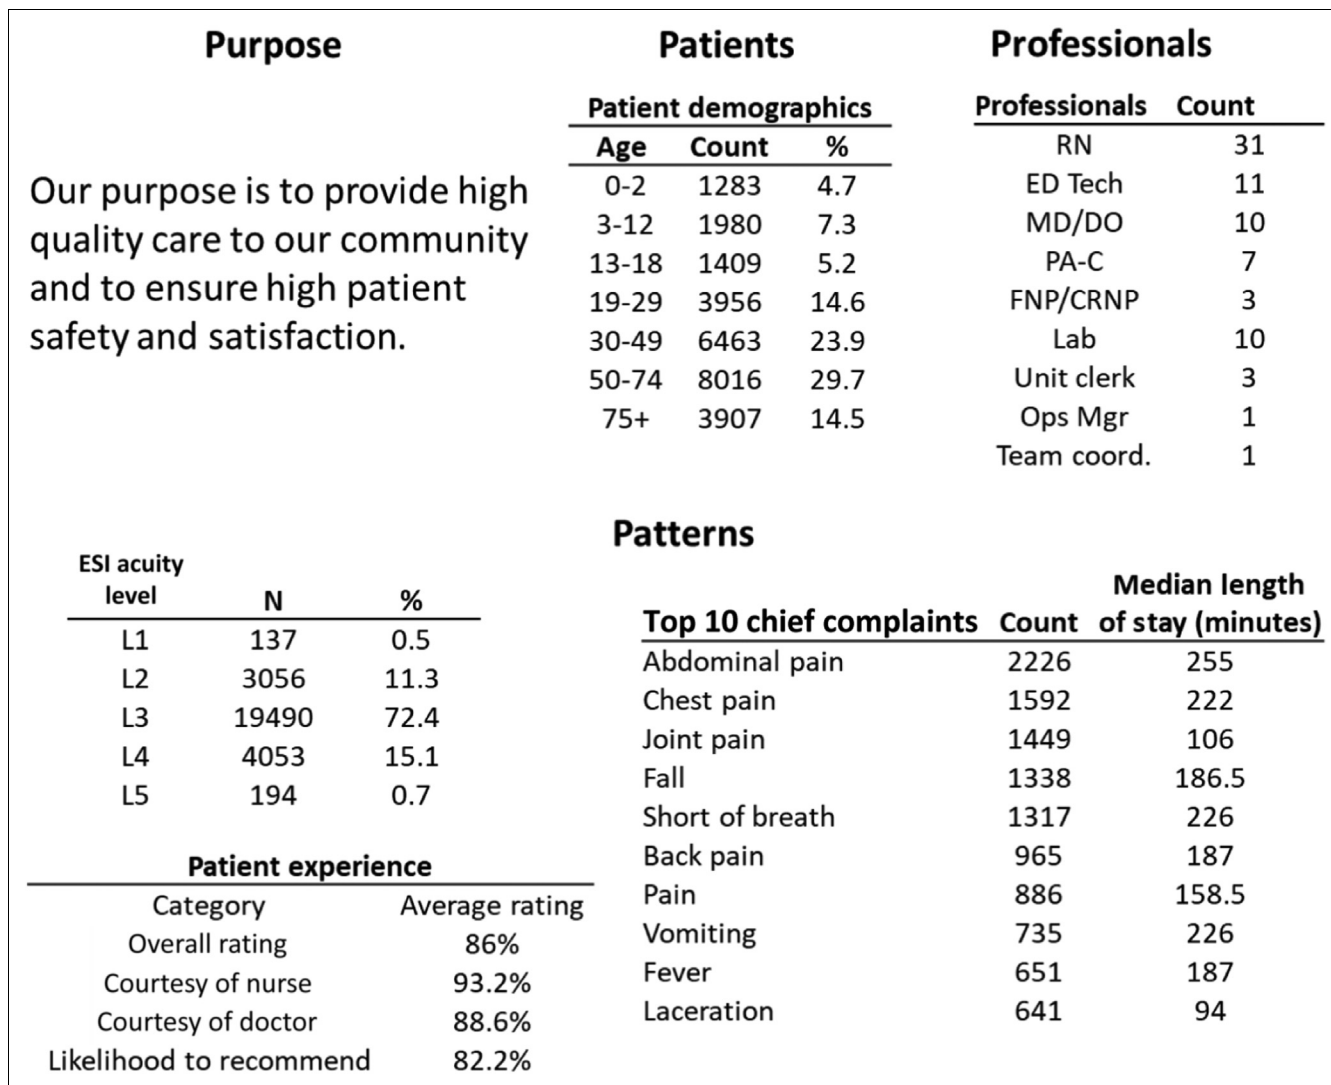 Purpose
Our purpose is to provide high
quality care to our community
and to ensure high patient
safety and satisfaction.
Patients
Patient demographics
Age Count %
0-2 1283 4.7
3-12 1980 7.3
13-18 1409 5.2
19-29 3956 14.6
30-49 6463 23.9
50-74 8016 29.7
75+ 3907 14.5
Professionals
Professionals Count
RN 31
ED Tech 11
MD/DO 10
PA-C 7
FNP/CRNP 3
Lab 10
Unit clerk 3
Ops Mgr 1
Team coord. 1
Patterns
ESI acuity
level N %
L1 137 0.5
L2 3056 11.3
L3 19490 72.4
L4 4053 15.1
L5 194 0.7
Patient experience
Category Average rating
Overall rating 86%
Courtesy of nurse 93.2%
Courtesy of doctor 88.6%
Likelihood to recommend 82.2%
Median length
Top 10 chief complaints Count of stay (minutes)
Abdominal pain 2226 255
Chest pain 1592 222
Joint pain 1449 106
Fall 1338 186.5
Short of breath 1317 226
Back pain 965 187
Pain 886 158.5
Vomiting 735 226
Fever 651 187
Laceration 641 94